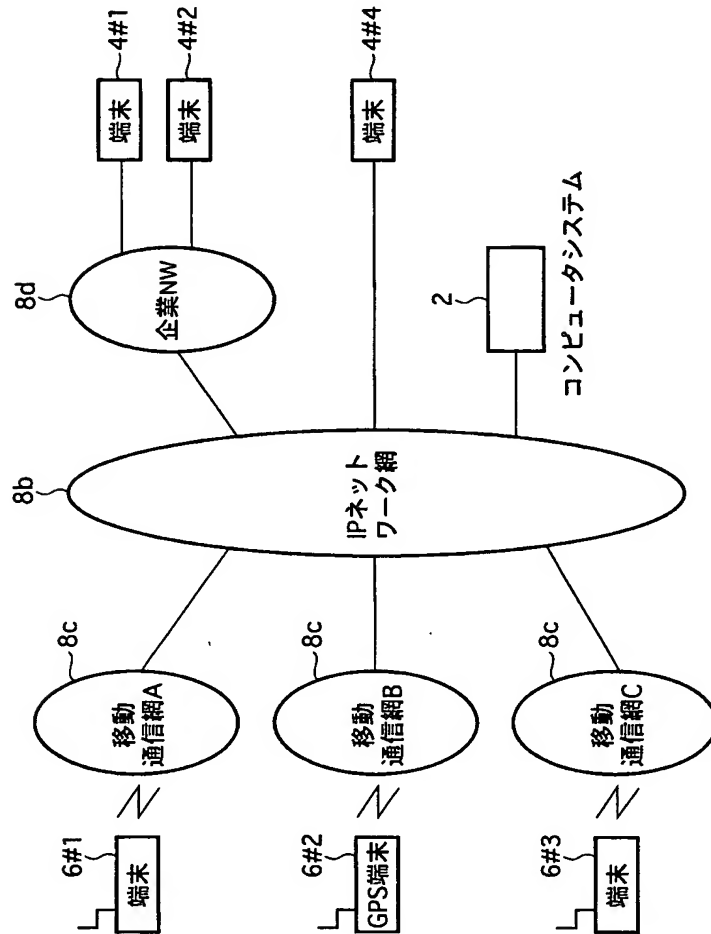 6#3
端末
6#2
GPS端末
6#1
端末
8c
移動
通信網C
8c
移動
通信網B
8c
移動
通信網A
8b
IPネット
ワーク網
2
コンピュータシステム
8d
企業NW
4#4
端末
4#2
端末
4#1
端末